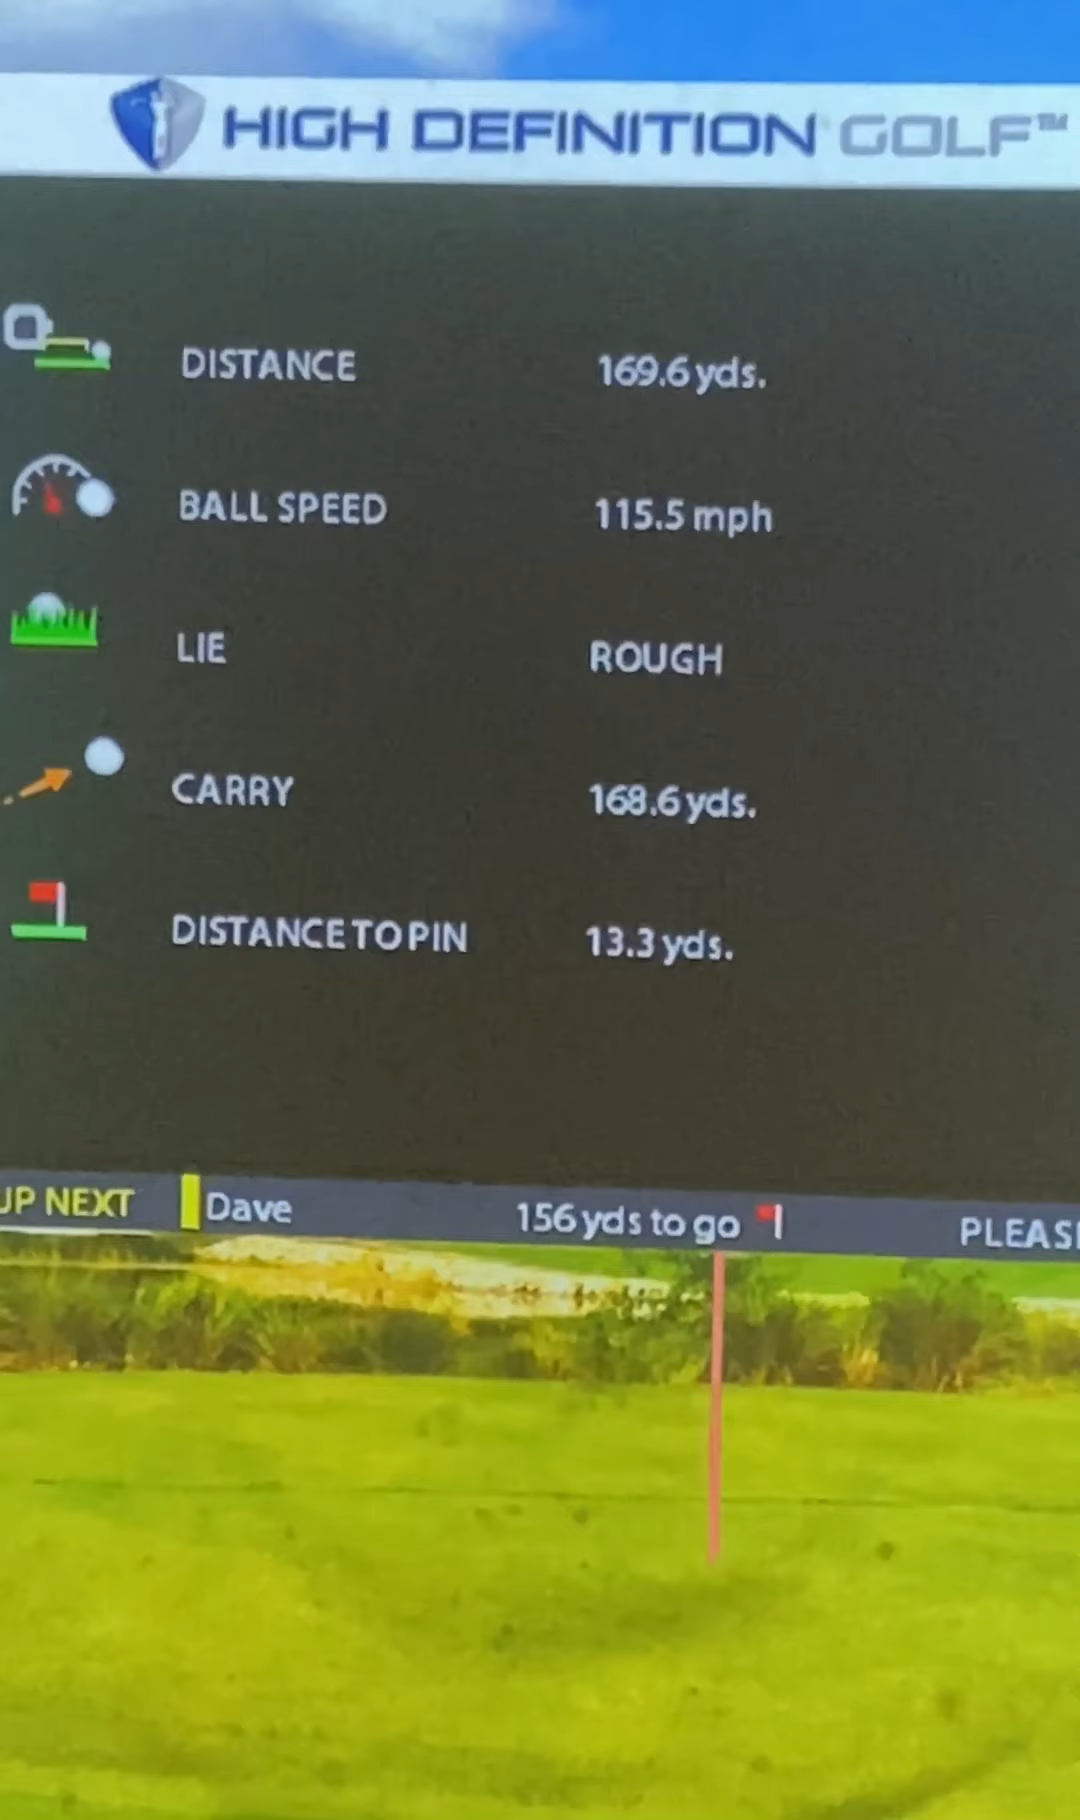 HIGH DEFINITION GOLF™
DISTANCE 169.6 yds.
BALL SPEED 115.5 mph
LIE ROUGH
CARRY 168.6 yds.
DISTANCE TO PIN 13.3 yds.
UP NEXT Dave 156 yds to go PLEAS